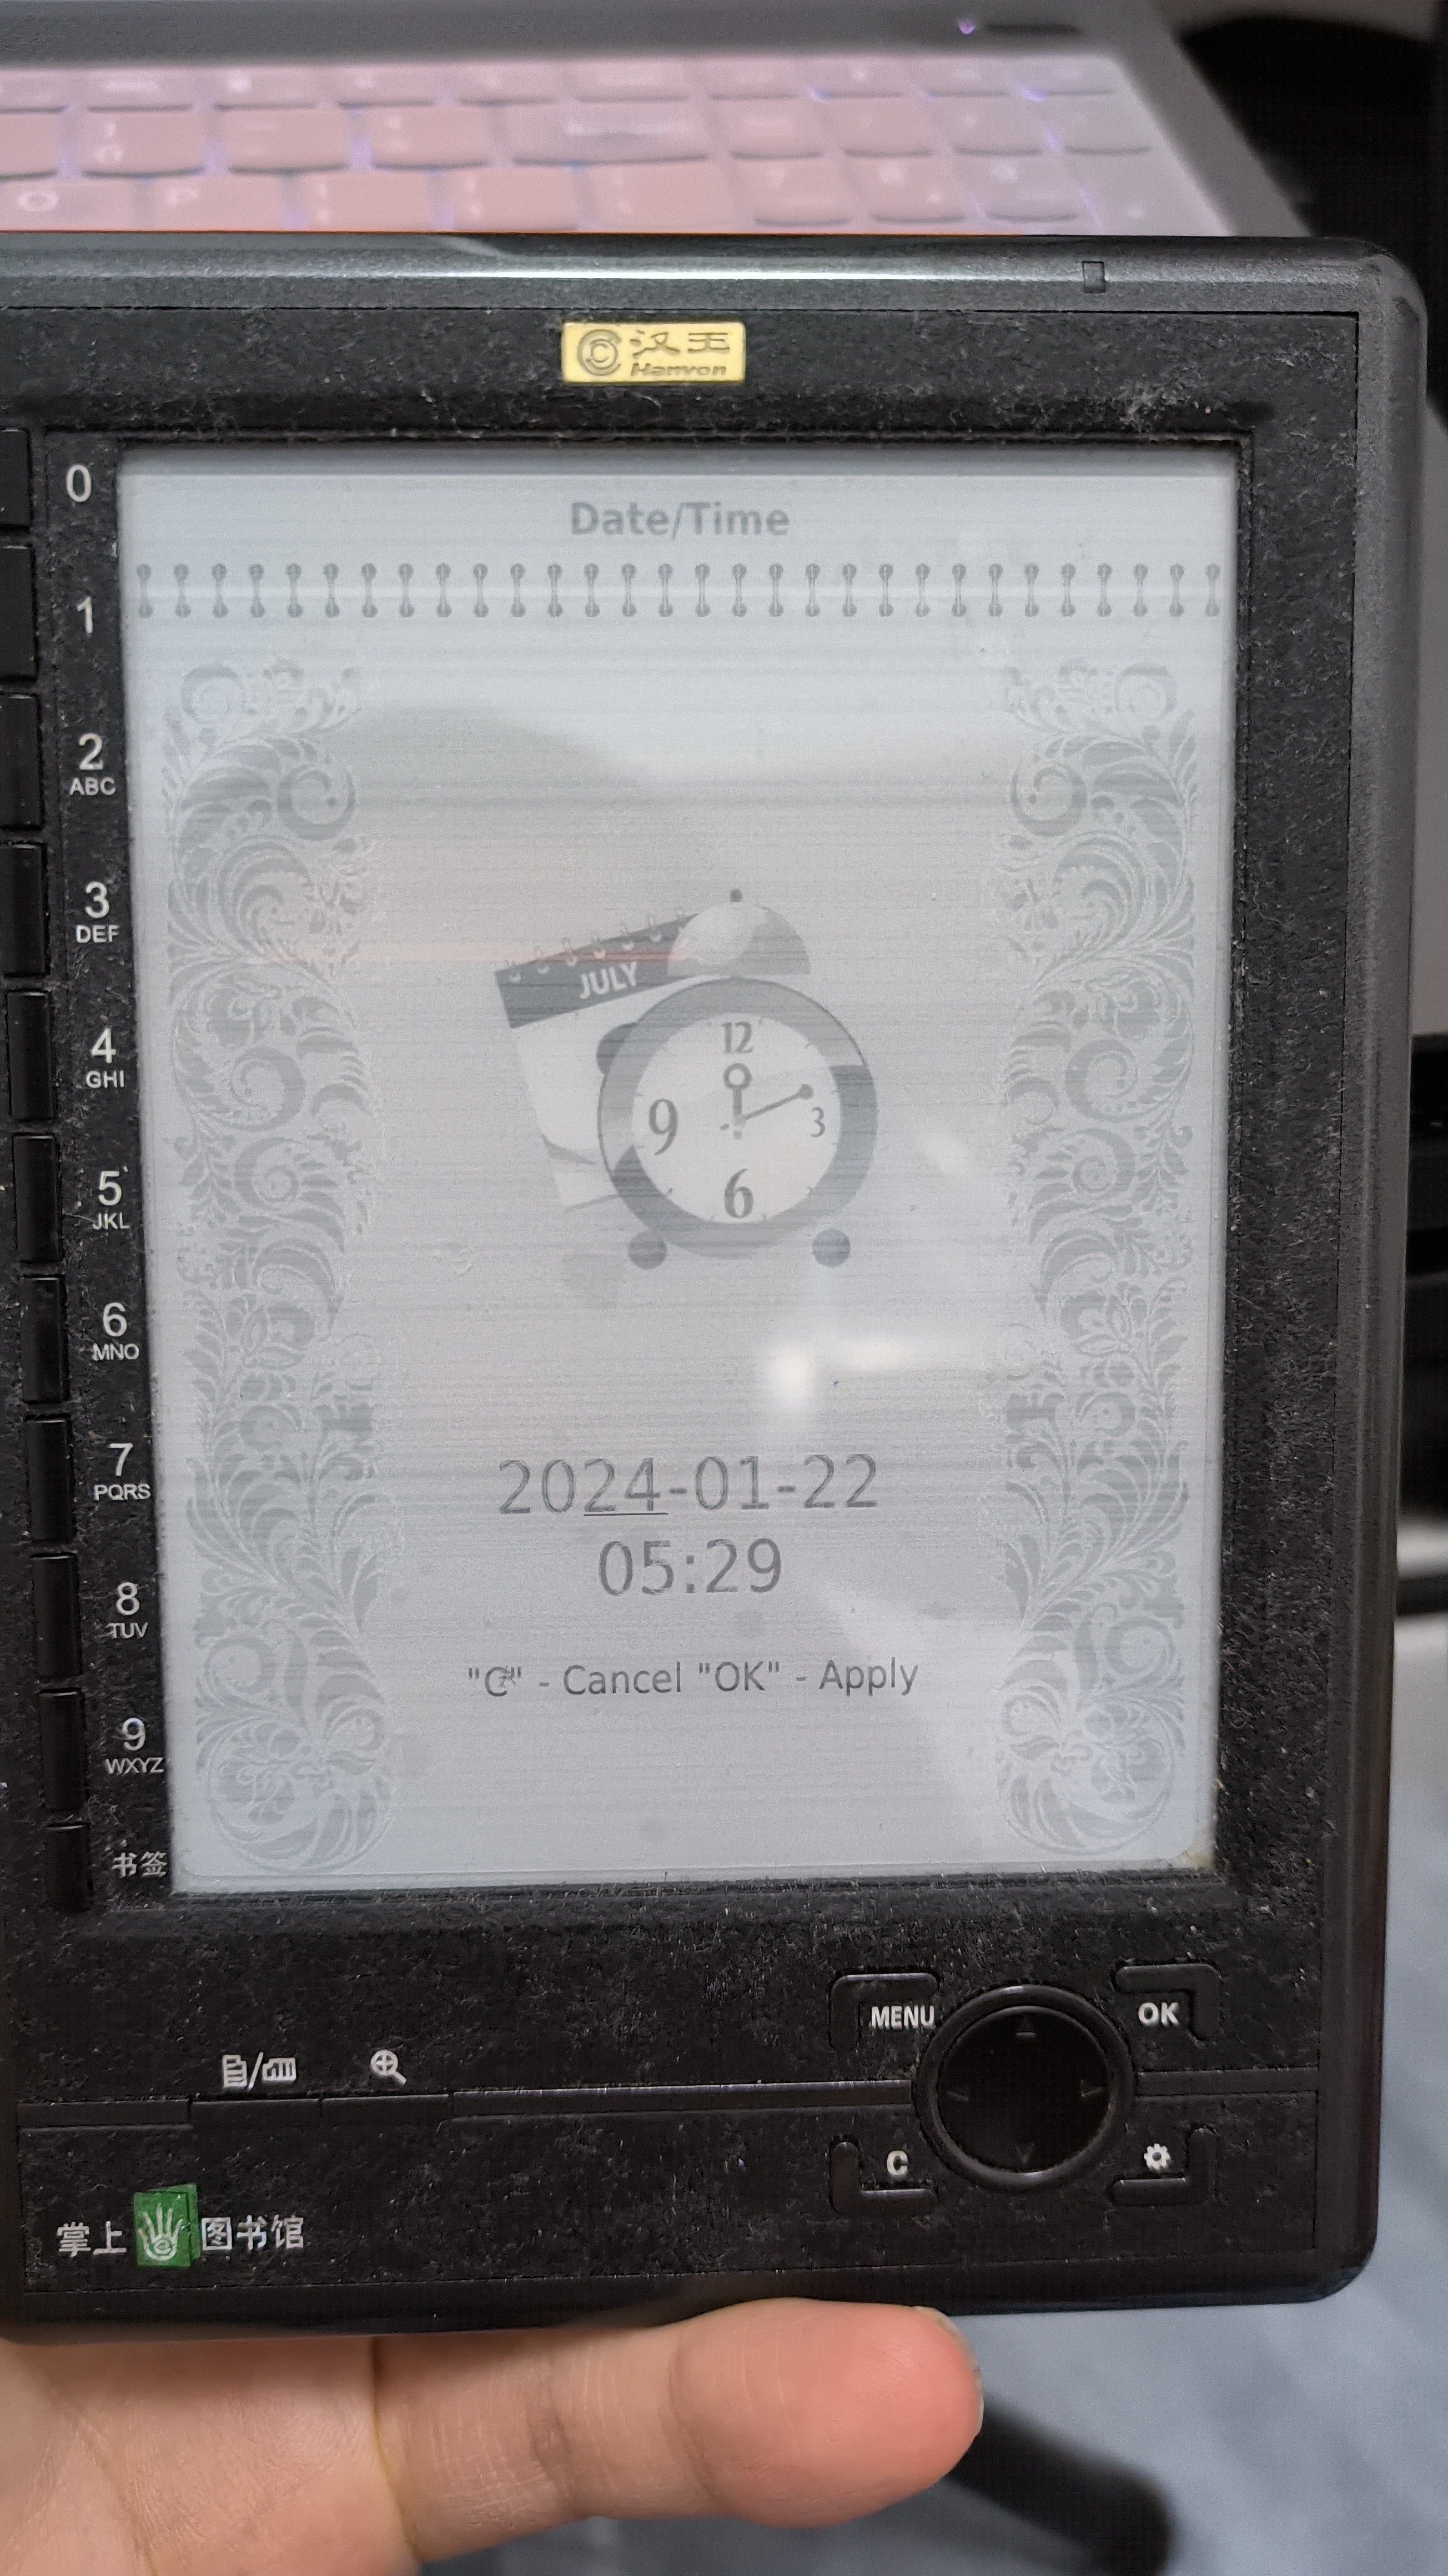 O P
汉王
Hanvon
Date/Time
0
1
2
ABC
3
DEF
4
GHI
5
JKL
6
MNO
7
PQRS
8
TUV
9
WXYZ
书签
JULY
12
9 3
6
2024-01-22
05:29
"C" - Cancel "OK" - Apply
MENU OK
C
掌上 图书馆